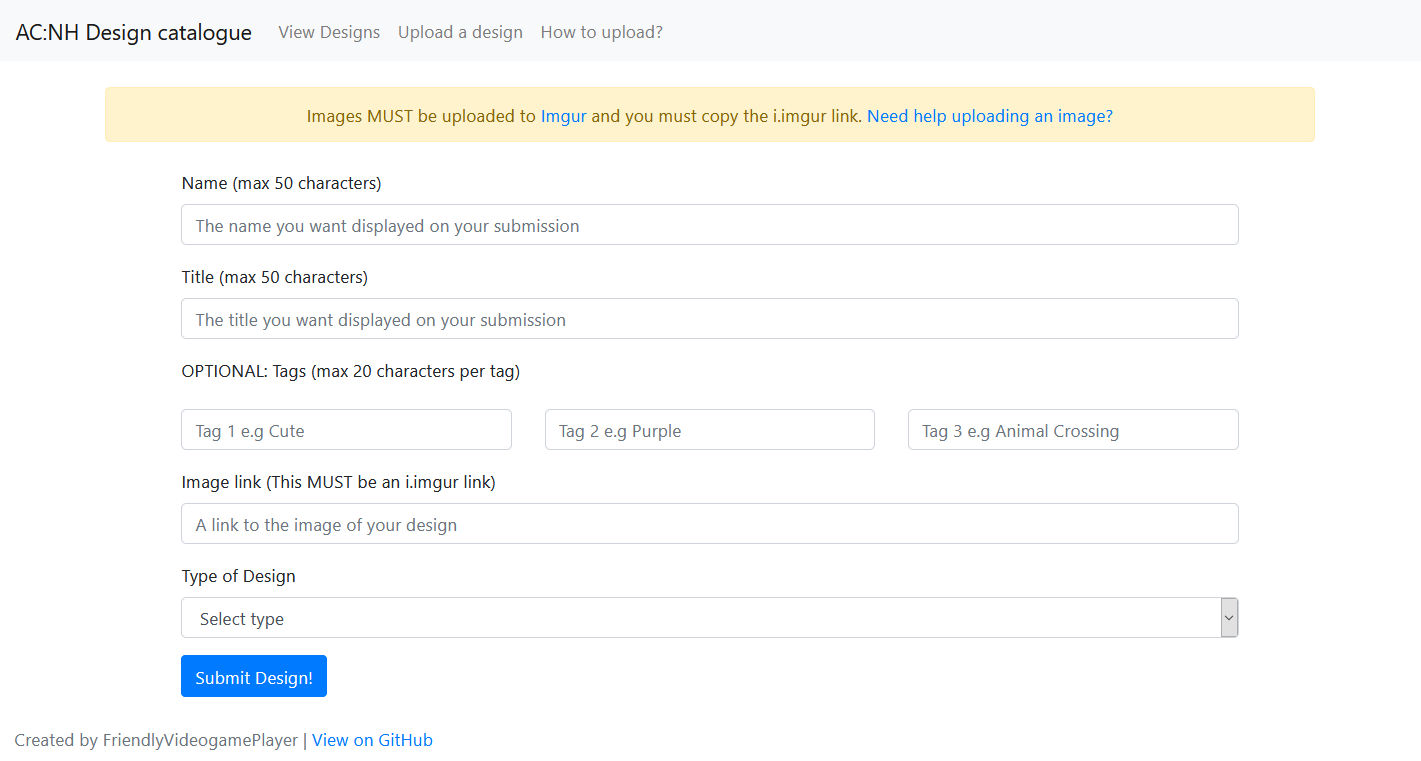 AC:NH Design catalogue View Designs Upload a design How to upload?
Images MUST be uploaded to Imgur and you must copy the i.imgur link. Need help uploading an image?
Name (max 50 characters)
The name you want displayed on your submission
Title (max 50 characters)
The title you want displayed on your submission
OPTIONAL: Tags (max 20 characters per tag)
Tag 1 e.g Cute Tag 2 e.g Purple Tag 3 e.g Animal Crossing
Image link (This MUST be an i.imgur link)
A link to the image of your design
Type of Design
Select type
Submit Design!
Created by FriendlyVideogamePlayer | View on GitHub